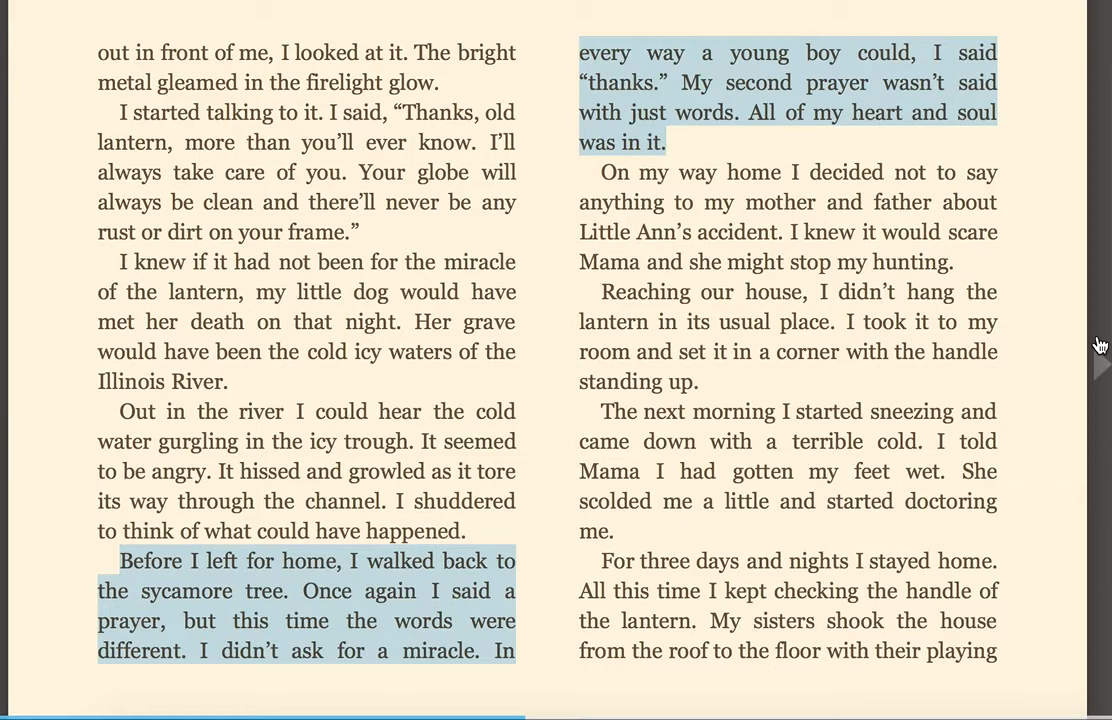 out in front of me, I looked at it. The bright
metal gleamed in the firelight glow.
I started talking to it. I said, “Thanks, old
lantern, more than you’ll ever know. I’ll
always take care of you. Your globe will
always be clean and there’ll never be any
rust or dirt on your frame.”
I knew if it had not been for the miracle
of the lantern, my little dog would have
met her death on that night. Her grave
would have been the cold icy waters of the
Illinois River.
Out in the river I could hear the cold
water gurgling in the icy trough. It seemed
to be angry. It hissed and growled as it tore
its way through the channel. I shuddered
to think of what could have happened.
Before I left for home, I walked back to
the sycamore tree. Once again I said a
prayer, but this time the words were
different. I didn’t ask for a miracle. In
every way a young boy could, I said
“thanks.” My second prayer wasn’t said
with just words. All of my heart and soul
was in it.
On my way home I decided not to say
anything to my mother and father about
Little Ann’s accident. I knew it would scare
Mama and she might stop my hunting.
Reaching our house, I didn’t hang the
lantern in its usual place. I took it to my
room and set it in a corner with the handle
standing up.
The next morning I started sneezing and
came down with a terrible cold. I told
Mama I had gotten my feet wet. She
scolded me a little and started doctoring
me.
For three days and nights I stayed home.
All this time I kept checking the handle of
the lantern. My sisters shook the house
from the roof to the floor with their playing